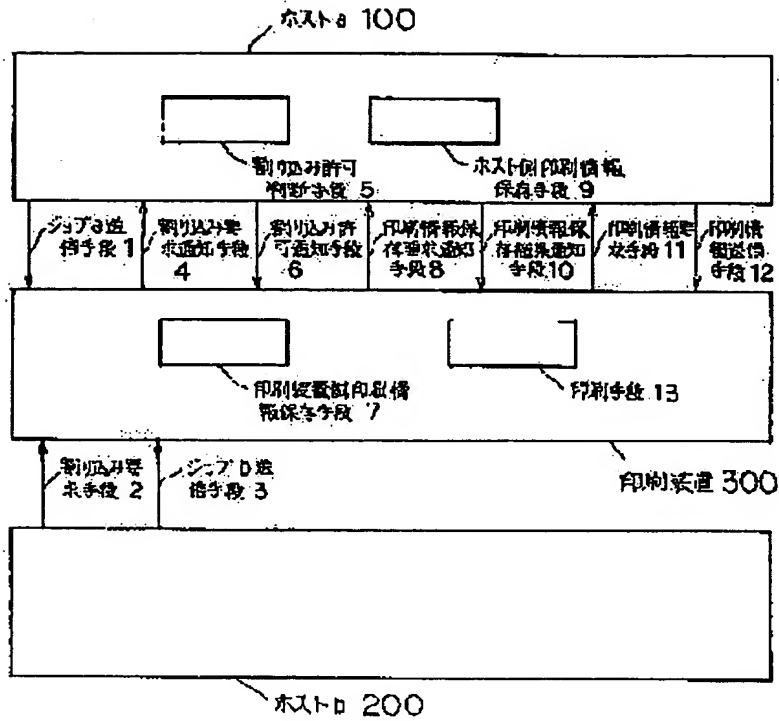 ホストa 100
割り込み許可
判断手段 5
ホスト側印刷情報
保存手段 9
ジョブa送
信手段 1
割り込み要
求通知手段
4
割り込み許
可通知手段
6
印刷情報保
存要求通知
手段 8
印刷情報保
存結果通知
手段 10
印刷情報要
求手段 11
印刷情
報送信
手段 12
印刷装置側印刷情
報保存手段 7
印刷手段 13
割り込み要
求手段 2
ジョブb送
信手段 3
印刷装置 300
ホストb 200